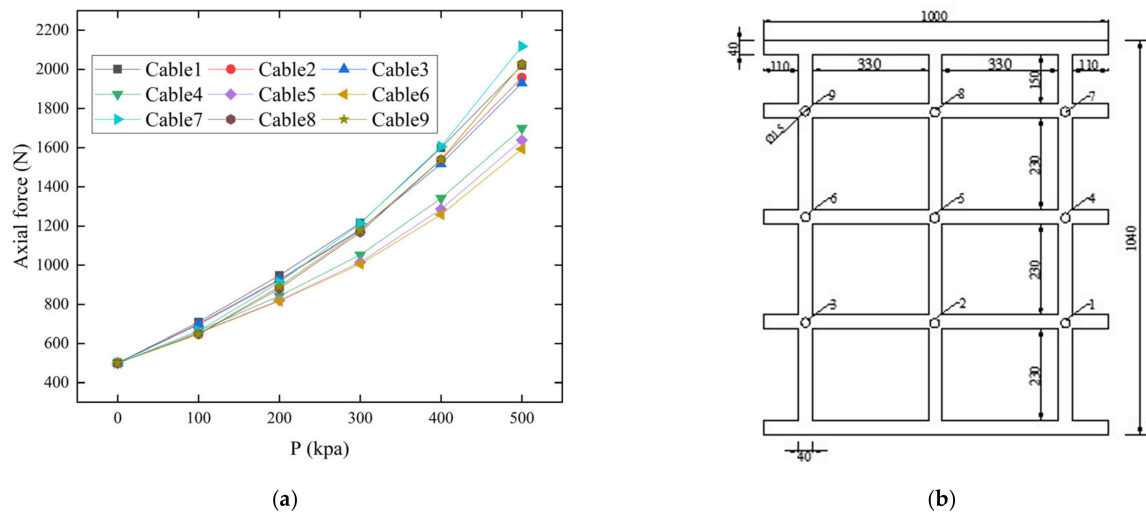 2200
2000
1800
1600
1400
1200
1000
800
600
400
Axial force (N)
Cable1 Cable2 Cable3
Cable4 Cable5 Cable6
Cable7 Cable8 Cable9
0 100 200 300 400 500
P (kpa)
(a)
1000
40
110 330 330 110
150
9 8 7
Ø15
230
6 5 4
230
1040
3 2 1
230
40
(b)